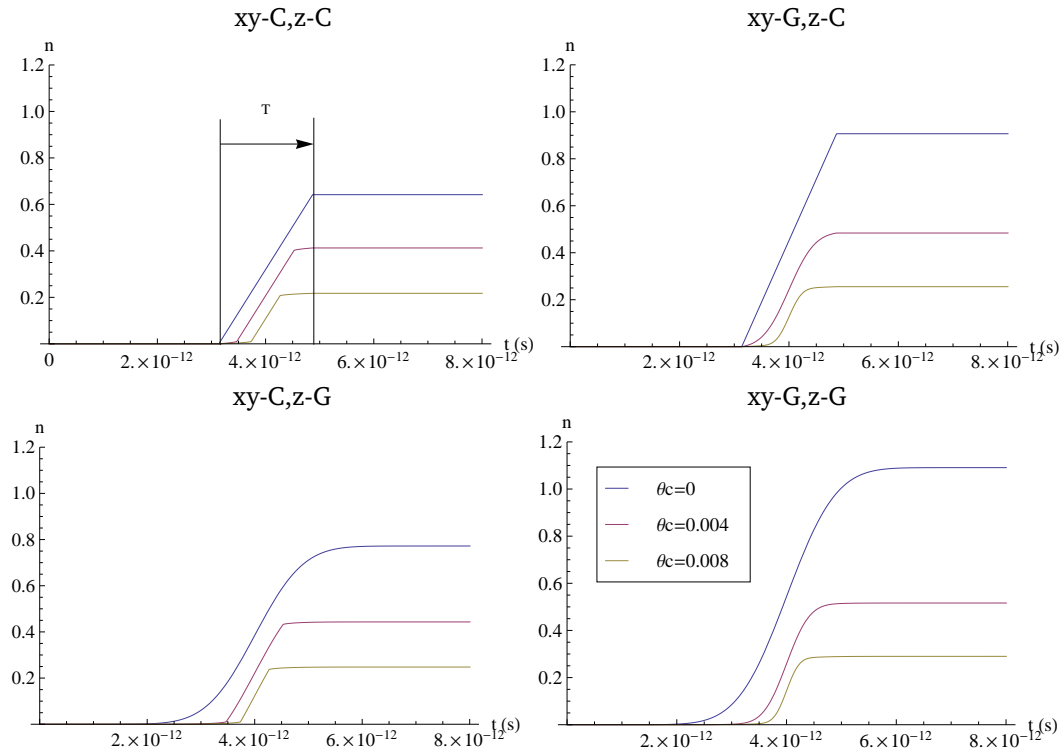 xy-C,z-C
n
1.2
1.0
0.8
0.6
0.4
0.2
0
T
2.×10⁻¹²
4.×10⁻¹²
6.×10⁻¹²
8.×10⁻¹²
t (s)
xy-G,z-C
n
1.2
1.0
0.8
0.6
0.4
0.2
2.×10⁻¹²
4.×10⁻¹²
6.×10⁻¹²
8.×10⁻¹²
t (s)
xy-C,z-G
n
1.2
1.0
0.8
0.6
0.4
0.2
2.×10⁻¹²
4.×10⁻¹²
6.×10⁻¹²
8.×10⁻¹²
t (s)
xy-G,z-G
n
1.2
1.0
0.8
0.6
0.4
0.2
θc=0
θc=0.004
θc=0.008
2.×10⁻¹²
4.×10⁻¹²
6.×10⁻¹²
8.×10⁻¹²
t (s)